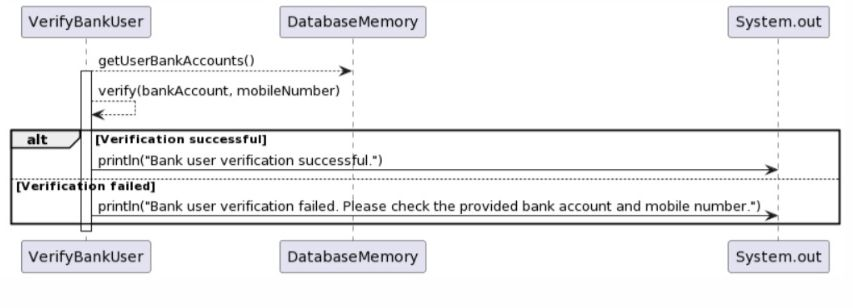 VerifyBankUser DatabaseMemory System.out
getUserBankAccounts()
verify(bankAccount, mobileNumber)
alt [Verification successful]
println("Bank user verification successful.")
[Verification failed]
println("Bank user verification failed. Please check the provided bank account and mobile number.")
VerifyBankUser DatabaseMemory System.out